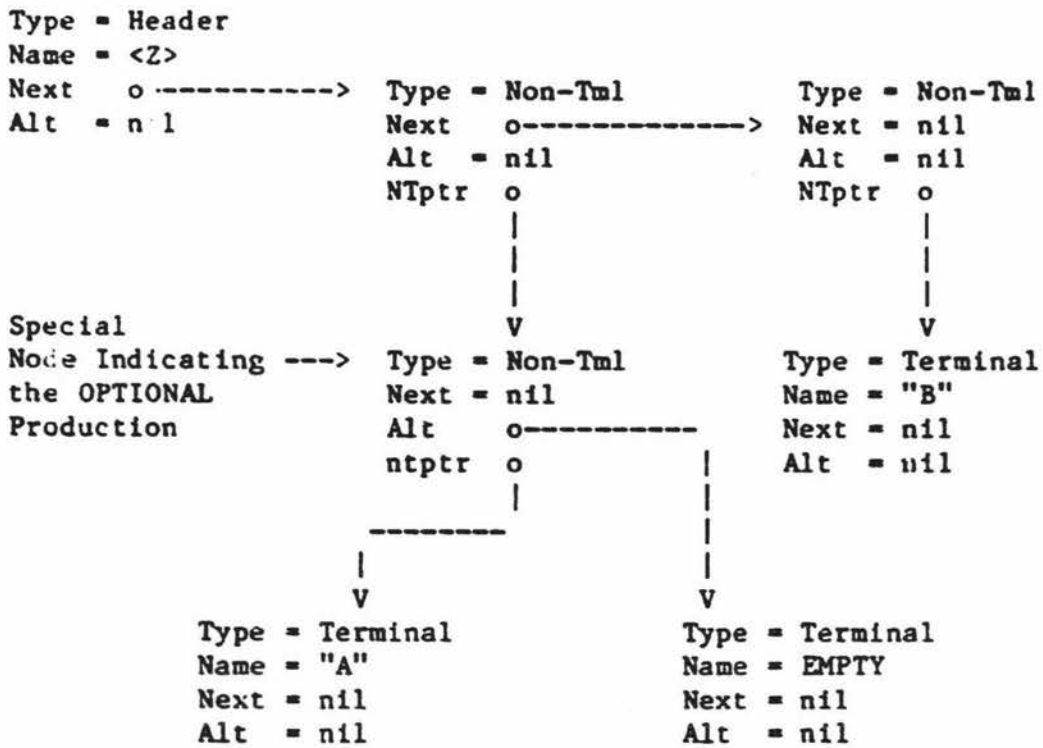 Type = Header
Name = <Z>
Next o ----------->  Type = Non-Tml  Type = Non-Tml
Alt = n l  Next o--------------->  Next = nil
Alt = nil  Alt = nil
NTptr o  NTptr o
Special
Node Indicating --->  Type = Non-Tml  Type = Terminal
the OPTIONAL  Next = nil  Name = "B"
Production  Alt o-----------  Next = nil
ntptr o  Alt = nil
Type = Terminal  Type = Terminal
Name = "A"  Name = EMPTY
Next = nil  Next = nil
Alt = nil  Alt = nil